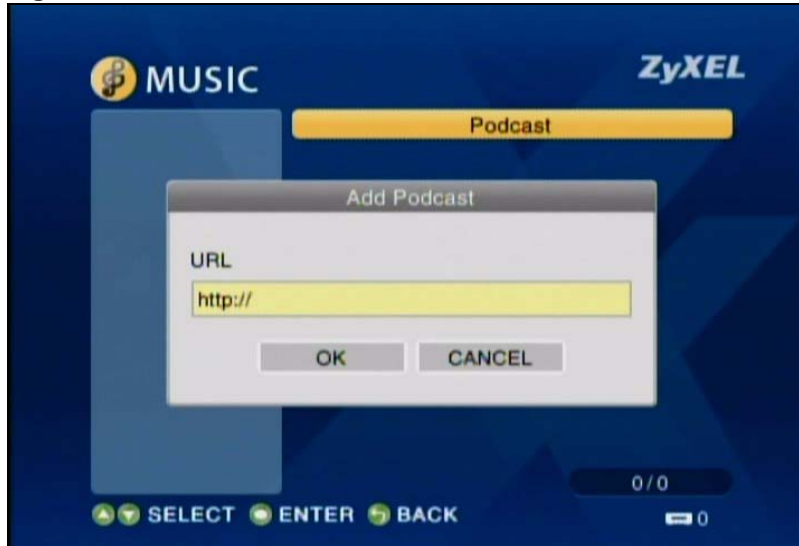 MUSIC
ZyXEL
Podcast
Add Podcast
URL
http://
OK CANCEL
0/0
SELECT ENTER BACK
0